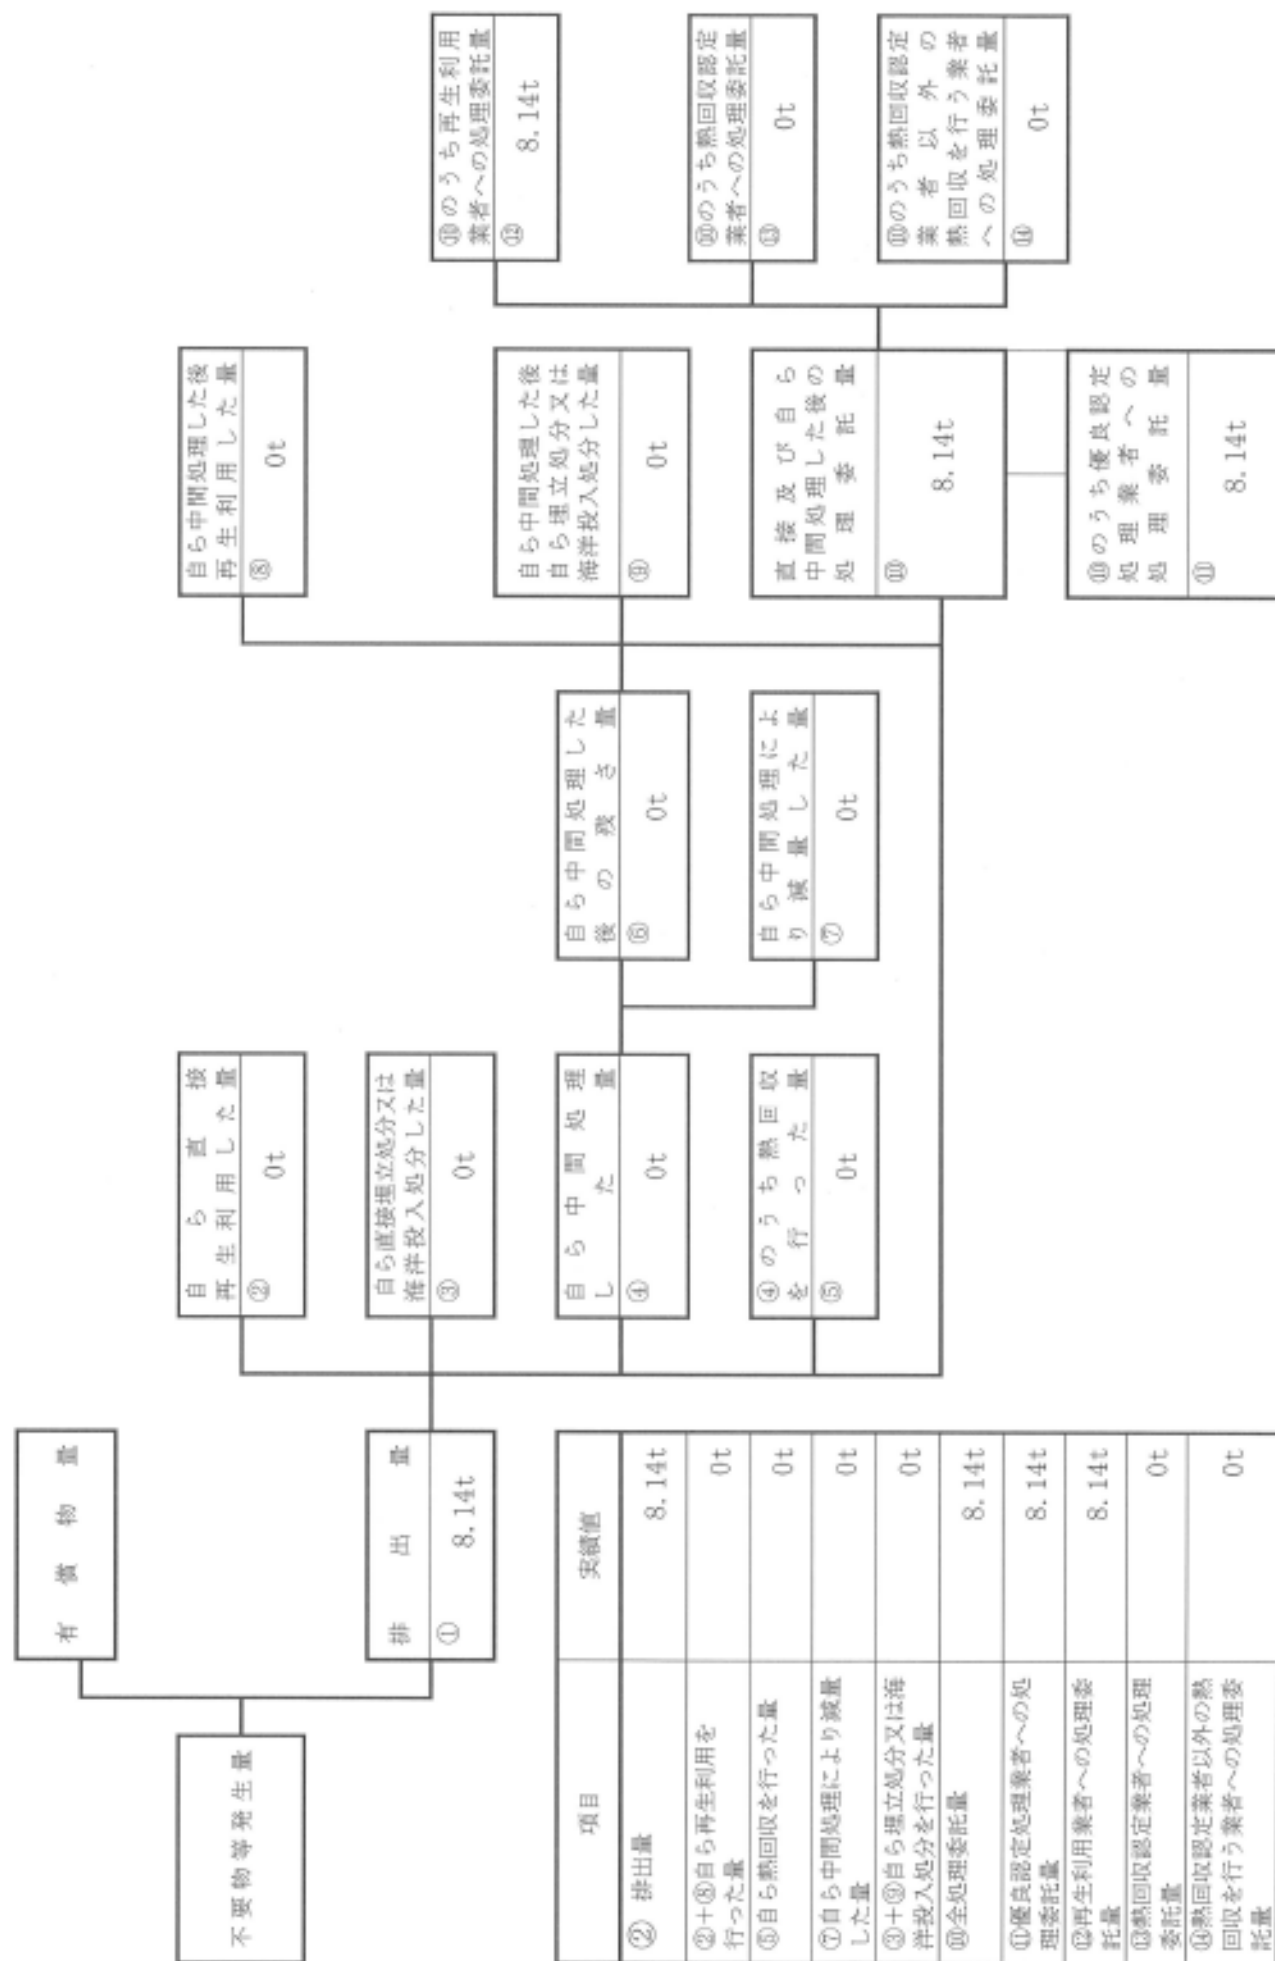 不要物等発生量
有償物量
排出量
① 8.14t
自ら直接
再生利用した量
② 0t
自ら直接埋立処分又は
海洋投入処分した量
③ 0t
自ら中間処理
した量
④ 0t
④のうち熱回収
を行った量
⑤ 0t
自ら中間処理した
後の残さ量
⑥ 0t
自ら中間処理によ
り減量した量
⑦ 0t
自ら中間処理した後
再生利用した量
⑧ 0t
自ら中間処理した後
自ら埋立処分又は
海洋投入処分した量
⑨ 0t
直接及び自ら
中間処理した後の
処理委託量
⑩ 8.14t
⑩のうち優良認定
処理業者への
処理委託量
⑪ 8.14t
⑩のうち再生利用
業者への処理委託量
⑫ 8.14t
⑩のうち熱回収認定
業者への処理委託量
⑬ 0t
⑩のうち熱回収認定
業者以外の
熱回収を行う業者
への処理委託量
⑭ 0t
項目 実績値
② 排出量 8.14t
②+⑧自ら再生利用を
行った量 0t
⑤自ら熱回収を行った量 0t
⑦自ら中間処理により減量
した量 0t
③+⑨自ら埋立処分又は海
洋投入処分を行った量 0t
⑩全処理委託量 8.14t
⑪優良認定処理業者への処
理委託量 8.14t
⑫再生利用業者への処理委
託量 8.14t
⑬熱回収認定業者への処理
委託量 0t
⑭熱回収認定業者以外の熱
回収を行う業者への処理委
託量 0t